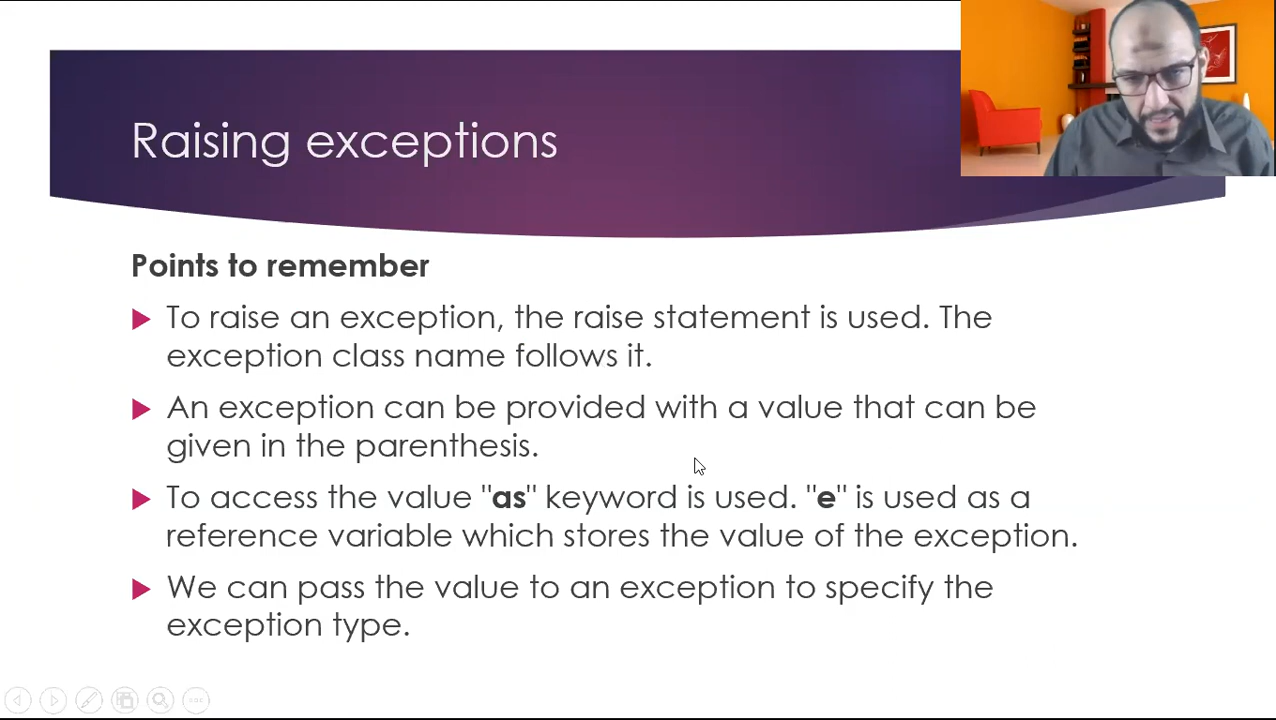 Raising exceptions
Points to remember
To raise an exception, the raise statement is used. The
exception class name follows it.
An exception can be provided with a value that can be
given in the parenthesis.
To access the value "as" keyword is used. "e" is used as a
reference variable which stores the value of the exception.
We can pass the value to an exception to specify the
exception type.